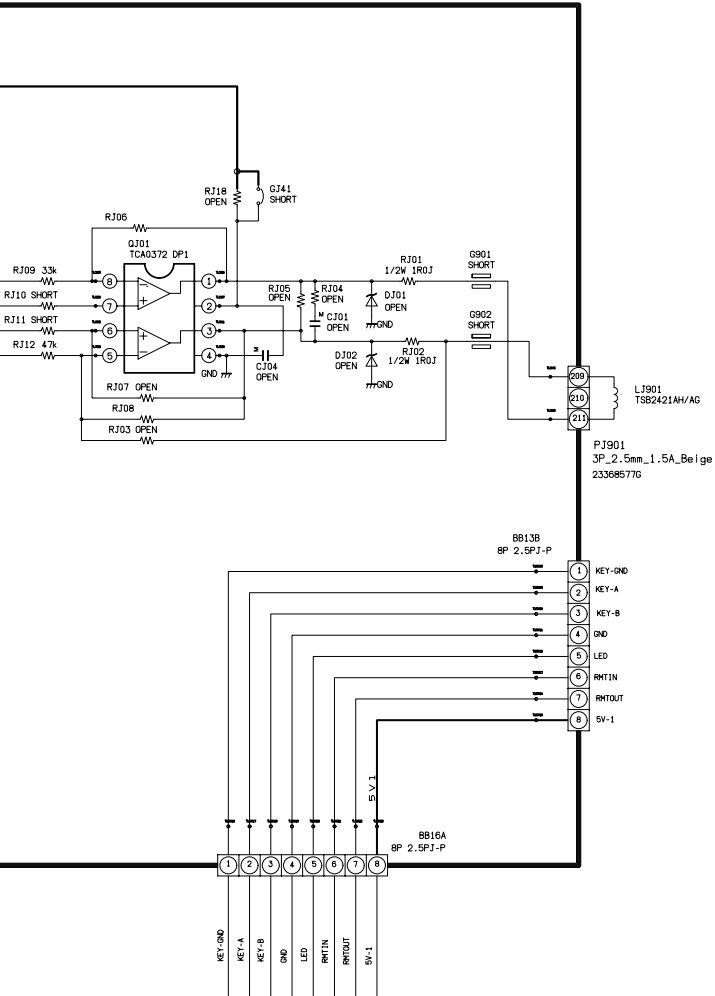 RJ18
OPEN
GJ41
SHORT
RJ06
QJ01
TCA0372 DP1
RJ09 33k
RJ10 SHORT
RJ11 SHORT
RJ12 47k
8
7
6
5
1
2
3
4
GND
RJ05
OPEN
RJ04
OPEN
M CJ01
OPEN
RJ01
1/2W 1R0J
G901
SHORT
DJ01
OPEN
GND
G902
SHORT
M
CJ04
OPEN
DJ02
OPEN
RJ02
1/2W 1R0J
GND
RJ07 OPEN
RJ08
RJ03 OPEN
209
210
211
LJ901
TSB2421AH/AG
PJ901
3P_2.5mm_1.5A_Beige
23368577G
BB13B
8P 2.5PJ-P
1 KEY-GND
2 KEY-A
3 KEY-B
4 GND
5 LED
6 RMTIN
7 RMTOUT
8 5V-1
5V1
BB16A
8P 2.5PJ-P
1 2 3 4 5 6 7 8
KEY-GND
KEY-A
KEY-B
GND
LED
RMTIN
RMTOUT
5V-1